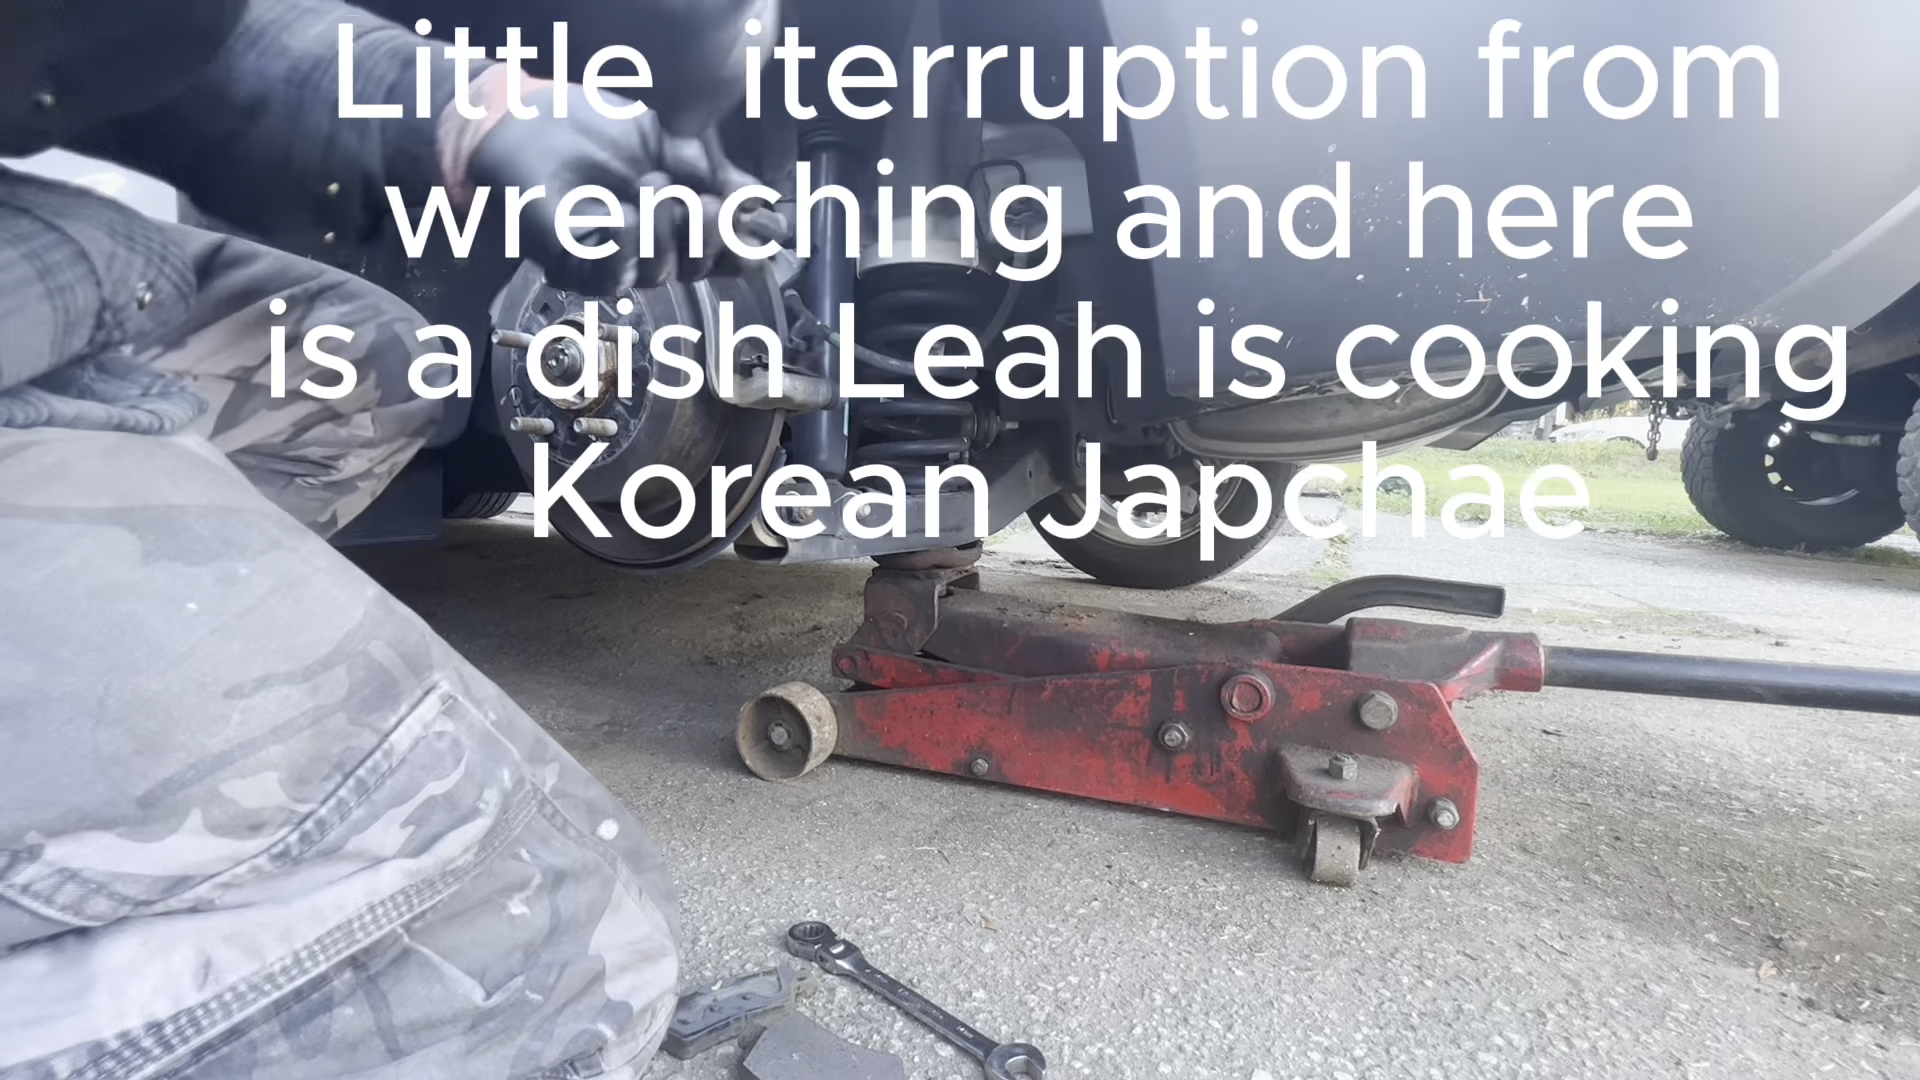 Little  iterruption from
wrenching and here
is a dish Leah is cooking
Korean Japchae